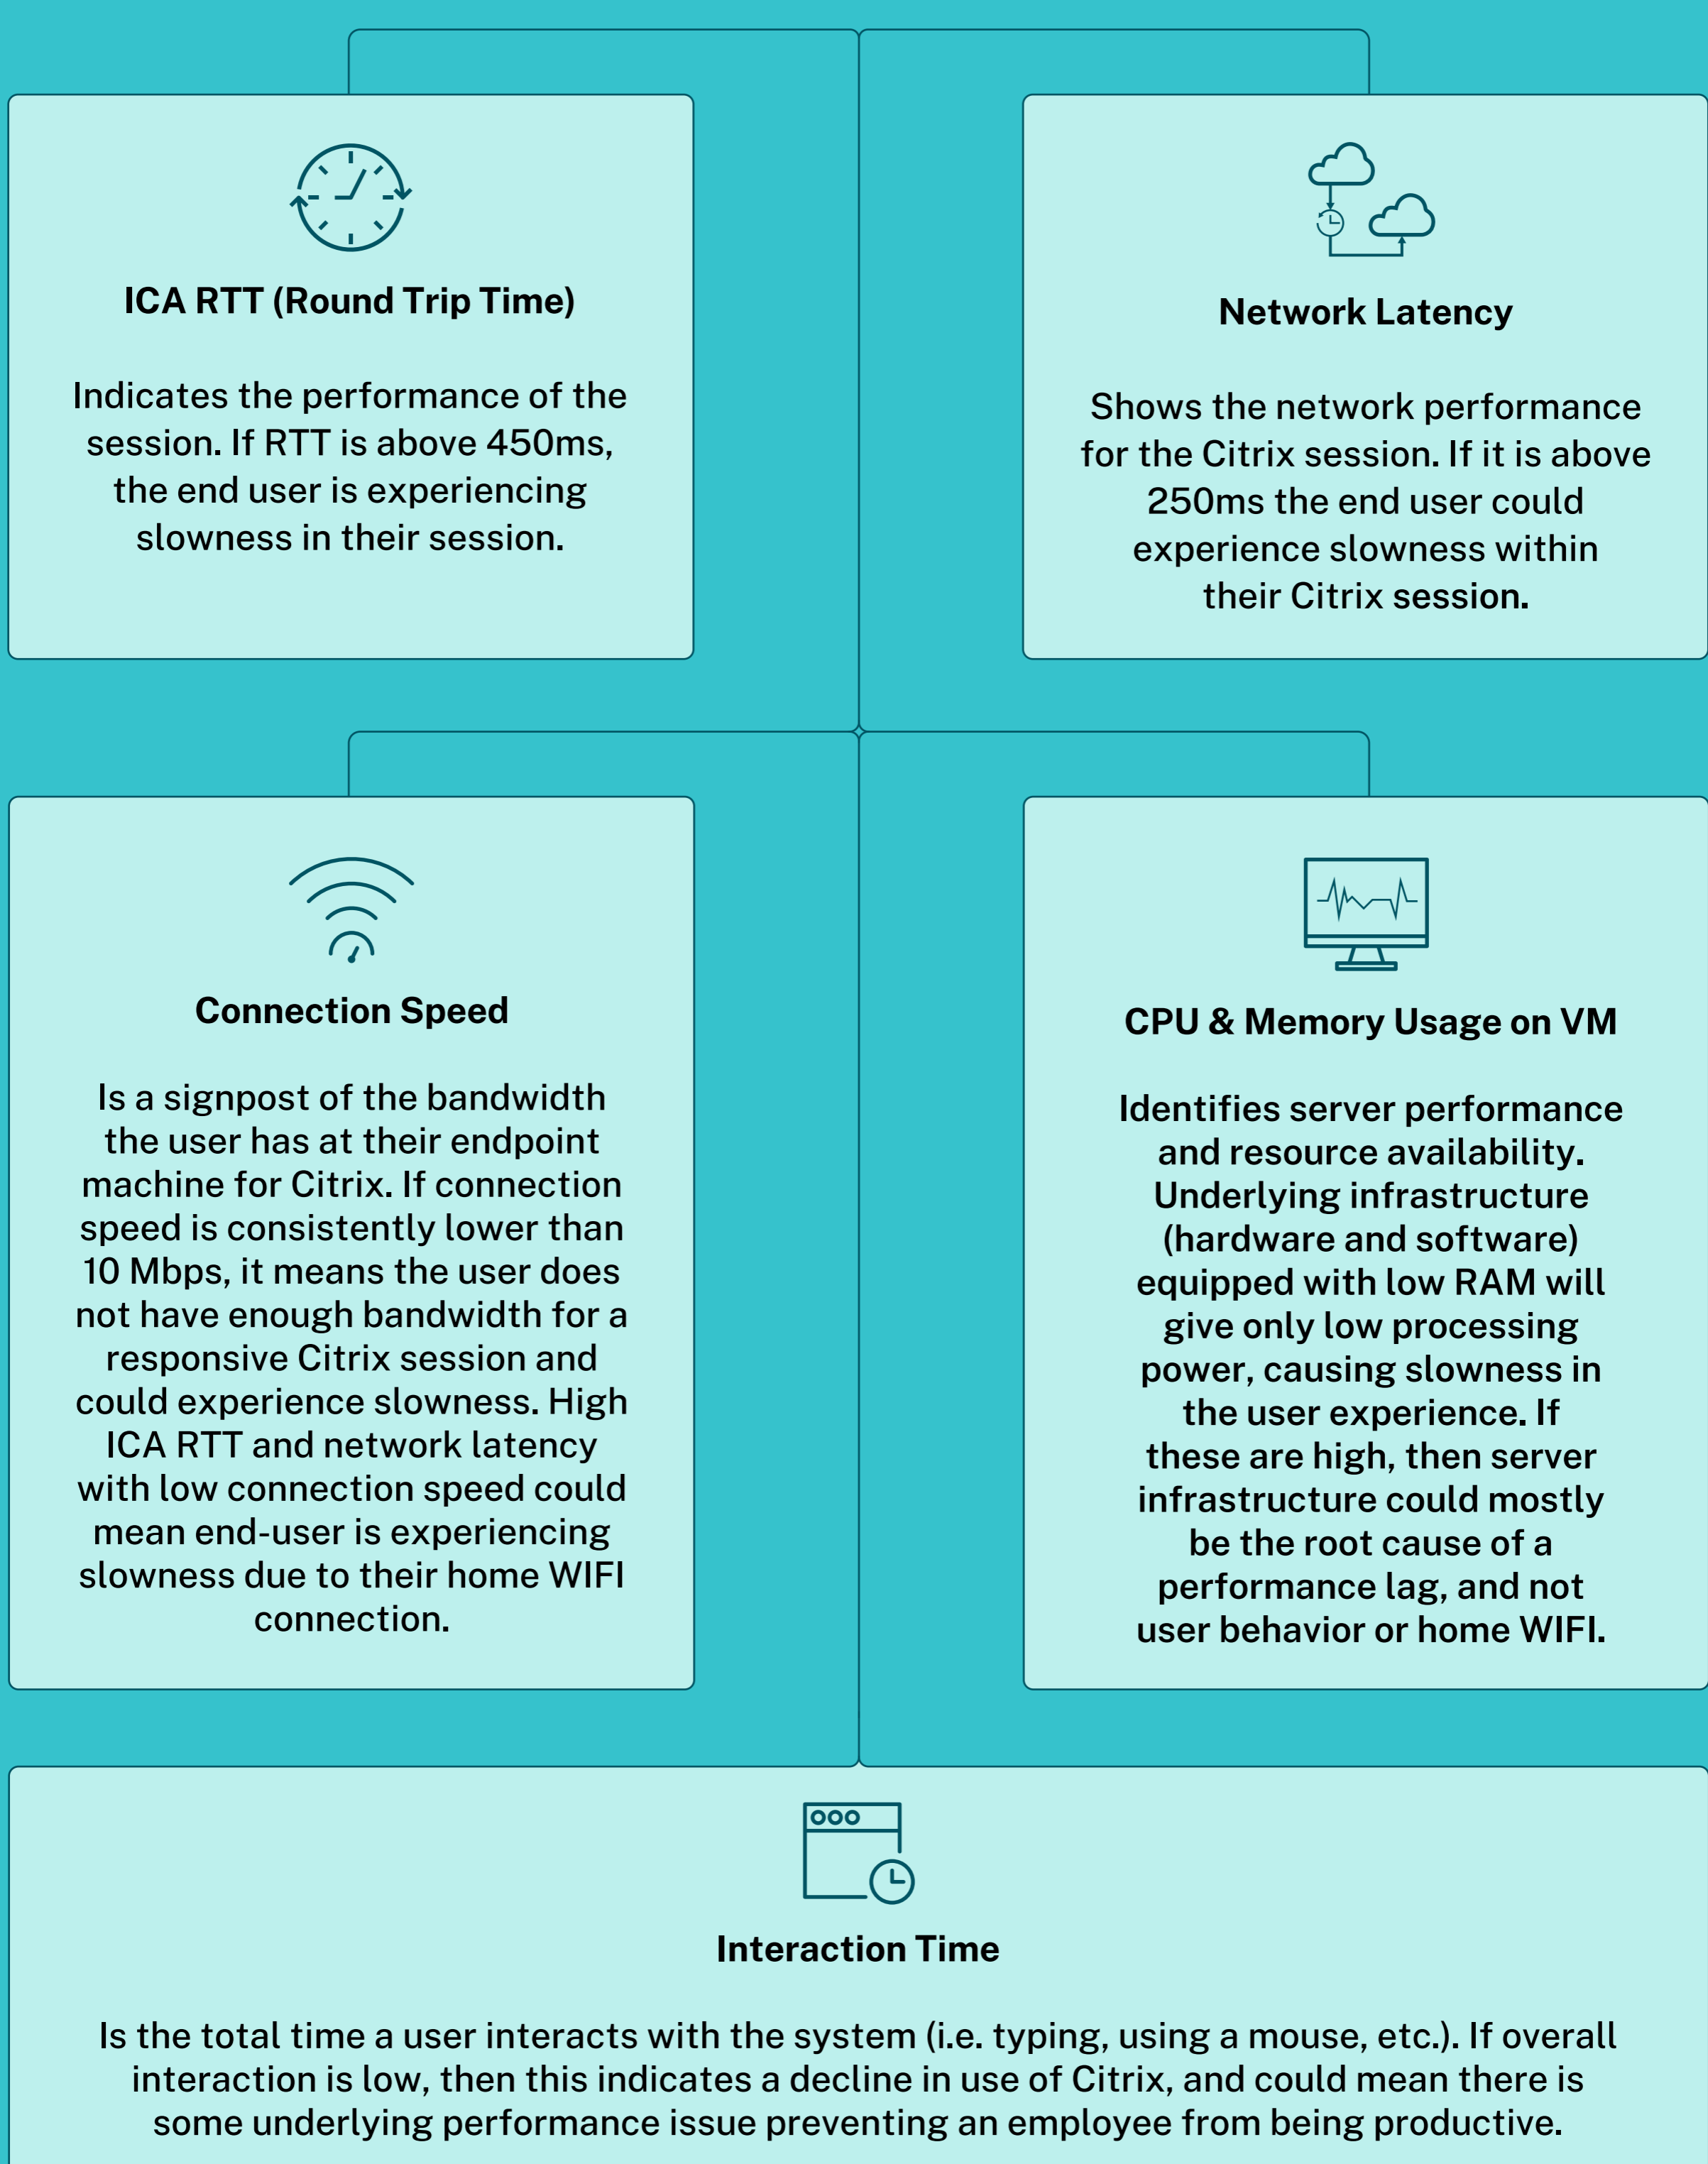 ICA RTT (Round Trip Time)
Indicates the performance of the
session. If RTT is above 450ms,
the end user is experiencing
slowness in their session.
Network Latency
Shows the network performance
for the Citrix session. If it is above
250ms the end user could
experience slowness within
their Citrix session.
Connection Speed
Is a signpost of the bandwidth
the user has at their endpoint
machine for Citrix. If connection
speed is consistently lower than
10 Mbps, it means the user does
not have enough bandwidth for a
responsive Citrix session and
could experience slowness. High
ICA RTT and network latency
with low connection speed could
mean end-user is experiencing
slowness due to their home WIFI
connection.
CPU & Memory Usage on VM
Identifies server performance
and resource availability.
Underlying infrastructure
(hardware and software)
equipped with low RAM will
give only low processing
power, causing slowness in
the user experience. If
these are high, then server
infrastructure could mostly
be the root cause of a
performance lag, and not
user behavior or home WIFI.
Interaction Time
Is the total time a user interacts with the system (i.e. typing, using a mouse, etc.). If overall
interaction is low, then this indicates a decline in use of Citrix, and could mean there is
some underlying performance issue preventing an employee from being productive.